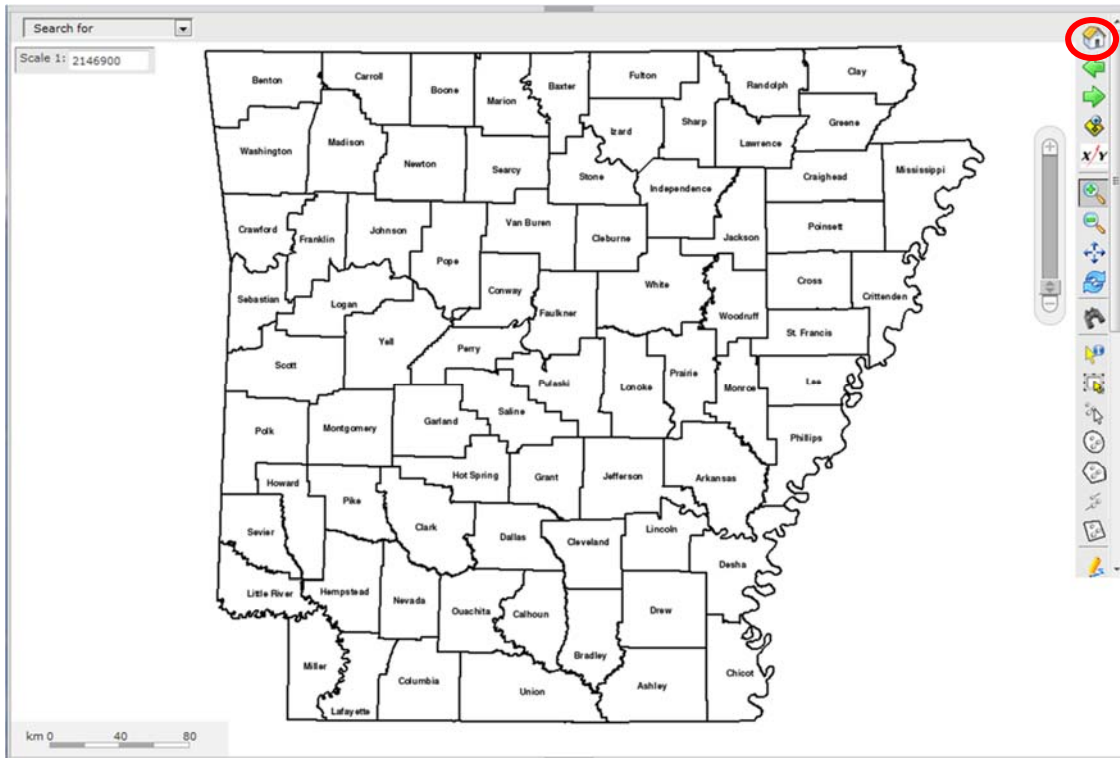 Search for
Scale 1: 2146900
Benton
Carroll
Boone
Marion
Baxter
Fulton
Randolph
Clay
Washington
Madison
Newton
Searcy
Stone
Izard
Sharp
Lawrence
Greene
Independence
Craighead
Mississippi
X/Y
Crawford
Franklin
Johnson
Pope
Van Buren
Cleburne
Jackson
Poinsett
Sebastian
Logan
Conway
Faulkner
White
Woodruff
Cross
Crittenden
Scott
Yell
Perry
Pulaski
Lonoke
Prairie
Monroe
St. Francis
Lee
Polk
Montgomery
Garland
Saline
Phillips
Howard
Pike
Hot Spring
Grant
Jefferson
Arkansas
Sevier
Clark
Dallas
Cleveland
Lincoln
Desha
Little River
Hempstead
Nevada
Ouachita
Calhoun
Drew
Miller
Lafayette
Columbia
Union
Bradley
Ashley
Chicot
km 0 40 80